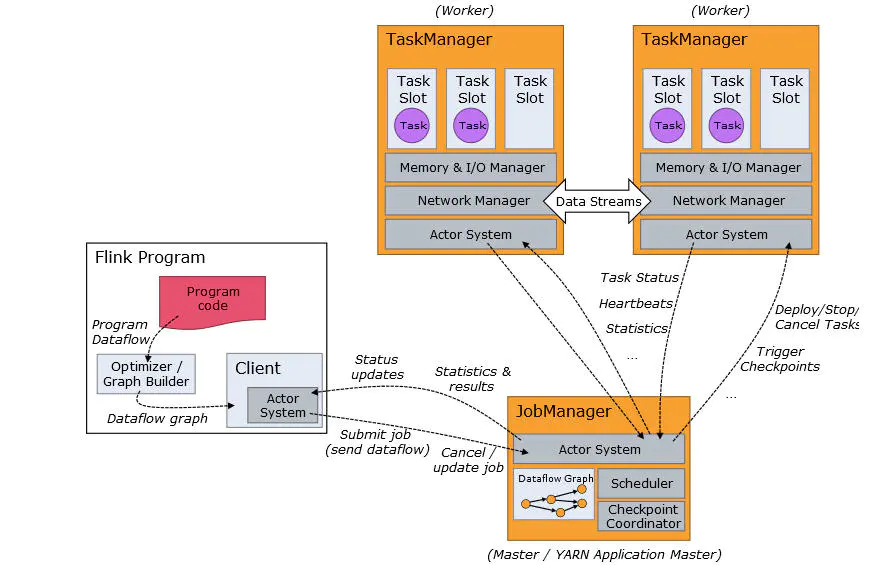 (Worker)
(Worker)
TaskManager
TaskManager
Task
Slot
Task
Slot
Task
Slot
Task
Slot
Task
Slot
Task
Slot
Task
Task
Task
Task
Memory & I/O Manager
Memory & I/O Manager
Network Manager
Data Streams
Network Manager
Actor System
Actor System
Flink Program
Program
code
Program
Dataflow
Optimizer /
Graph Builder
Client
Actor
System
Dataflow graph
Status
updates
Statistics &
results
Submit job
(send dataflow)
Cancel /
update job
Task Status
Heartbeats
Statistics
...
Deploy/Stop/
Cancel Tasks
Trigger
Checkpoints
...
JobManager
Actor System
Dataflow Graph
Scheduler
Checkpoint
Coordinator
(Master / YARN Application Master)